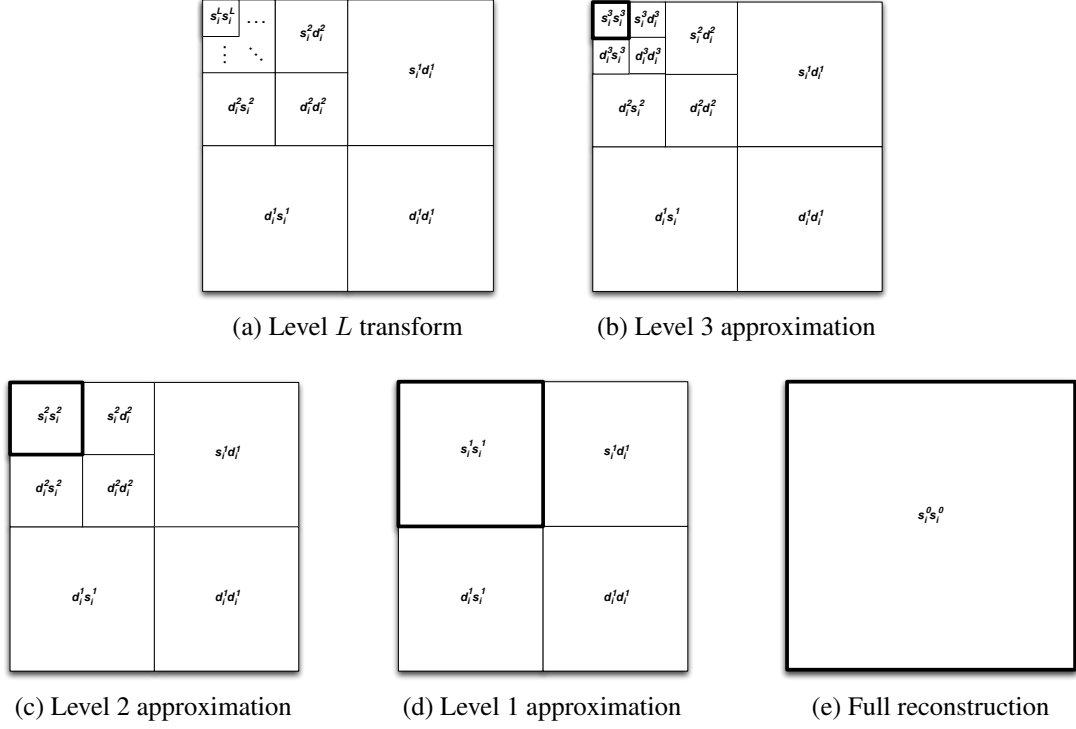 s_i^L s_i^L ... s_i^2 d_i^2 s_i^1 d_i^1
⋮ ⋱
d_i^2 s_i^2 d_i^2 d_i^2
d_i^1 s_i^1 d_i^1 d_i^1
(a) Level L transform
s_i^3 s_i^3 s_i^3 d_i^3 s_i^2 d_i^2 s_i^1 d_i^1
d_i^3 s_i^3 d_i^3 d_i^3
d_i^2 s_i^2 d_i^2 d_i^2
d_i^1 s_i^1 d_i^1 d_i^1
(b) Level 3 approximation
s_i^2 s_i^2 s_i^2 d_i^2 s_i^1 d_i^1
d_i^2 s_i^2 d_i^2 d_i^2
d_i^1 s_i^1 d_i^1 d_i^1
(c) Level 2 approximation
s_i^1 s_i^1 s_i^1 d_i^1
d_i^1 s_i^1 d_i^1 d_i^1
(d) Level 1 approximation
s_i^0 s_i^0
(e) Full reconstruction